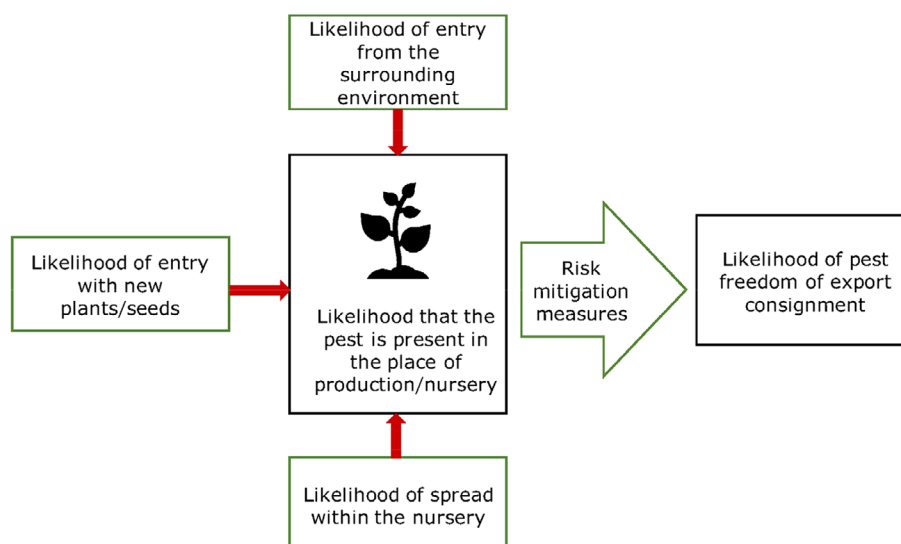 Likelihood of entry
from the
surrounding
environment
Likelihood of entry
with new
plants/seeds
Likelihood that the
pest is present in
the place of
production/nursery
Risk
mitigation
measures
Likelihood of pest
freedom of export
consignment
Likelihood of spread
within the nursery